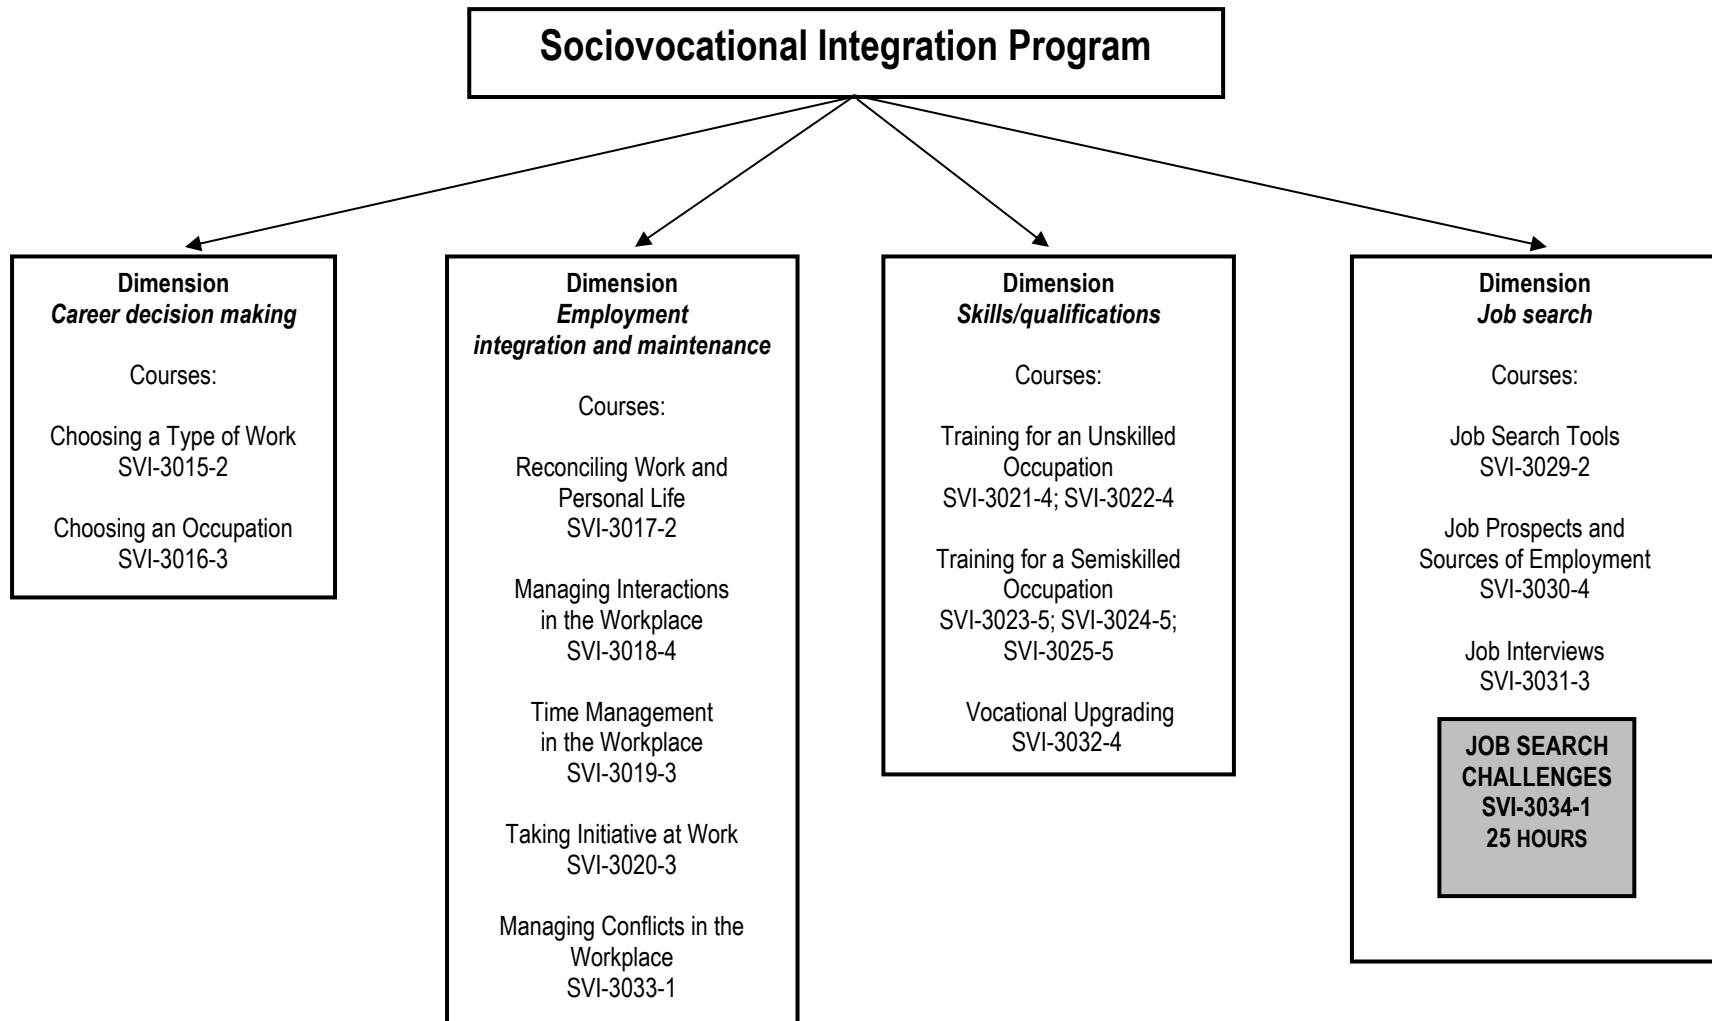 Sociovocational Integration Program
Dimension
Career decision making
Courses:
Choosing a Type of Work
SVI-3015-2
Choosing an Occupation
SVI-3016-3
Dimension
Employment
integration and maintenance
Courses:
Reconciling Work and
Personal Life
SVI-3017-2
Managing Interactions
in the Workplace
SVI-3018-4
Time Management
in the Workplace
SVI-3019-3
Taking Initiative at Work
SVI-3020-3
Managing Conflicts in the
Workplace
SVI-3033-1
Dimension
Skills/qualifications
Courses:
Training for an Unskilled
Occupation
SVI-3021-4; SVI-3022-4
Training for a Semiskilled
Occupation
SVI-3023-5; SVI-3024-5;
SVI-3025-5
Vocational Upgrading
SVI-3032-4
Dimension
Job search
Courses:
Job Search Tools
SVI-3029-2
Job Prospects and
Sources of Employment
SVI-3030-4
Job Interviews
SVI-3031-3
JOB SEARCH
CHALLENGES
SVI-3034-1
25 HOURS